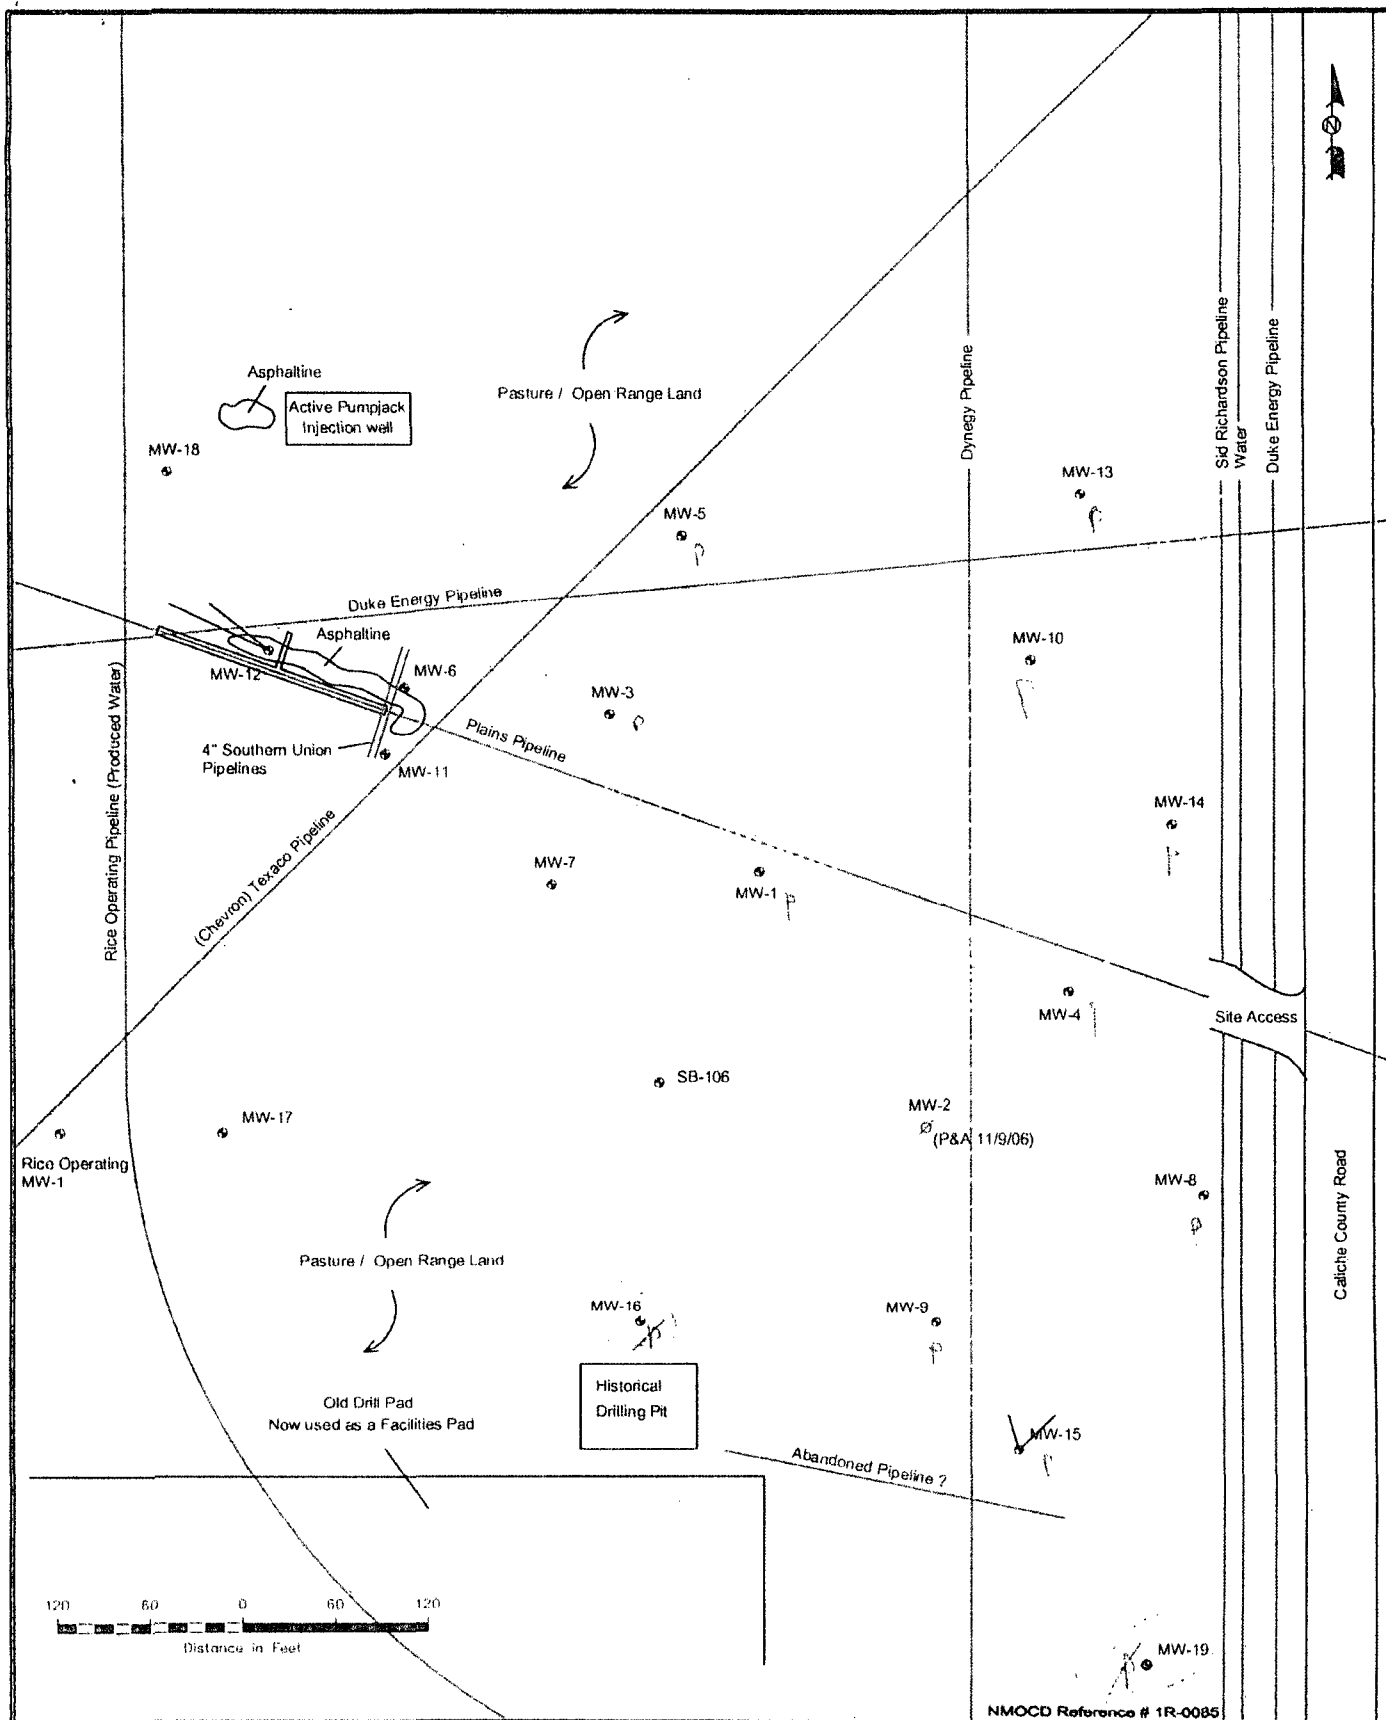 Asphaltine
Active Pumpjack
Injection well
Pasture / Open Range Land
MW-18
MW-5
MW-13
Dynegy Pipeline
Sid Richardson Pipeline
Water
Duke Energy Pipeline
Duke Energy Pipeline
Asphaltine
MW-12
MW-6
MW-3
MW-10
4" Southern Union
Pipelines
MW-11
Plains Pipeline
Rice Operating Pipeline (Produced Water)
(Chevron) Texaco Pipeline
MW-7
MW-1
MW-14
MW-4
Site Access
SB-106
MW-17
MW-2
(P&A 11/9/06)
Rice Operating
MW-1
MW-8
Caliche County Road
Pasture / Open Range Land
MW-16
MW-9
Historical
Drilling Pit
Old Drill Pad
Now used as a Facilities Pad
MW-15
Abandoned Pipeline ?
120 60 0 60 120
Distance in Feet
MW-19
NMOCD Reference # 1R-0085